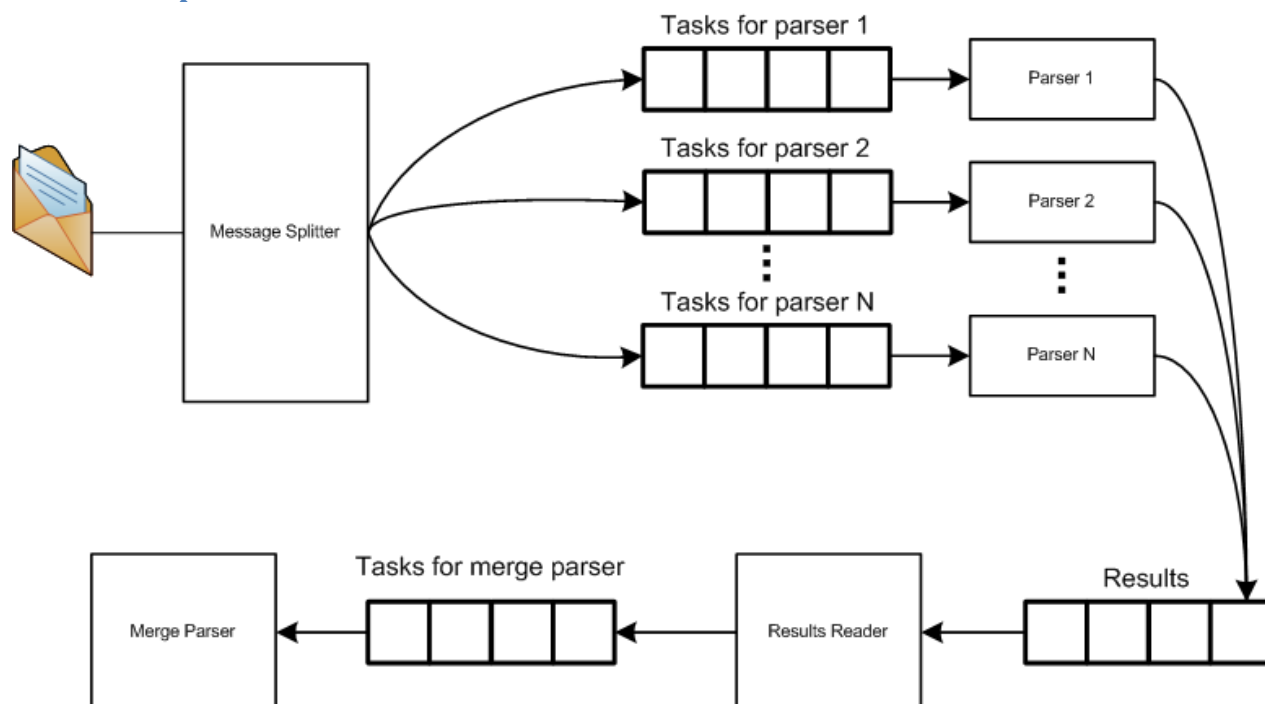 Tasks for parser 1
Parser 1
Tasks for parser 2
Parser 2
Message Splitter
Tasks for parser N
Parser N
Tasks for merge parser
Results
Merge Parser
Results Reader